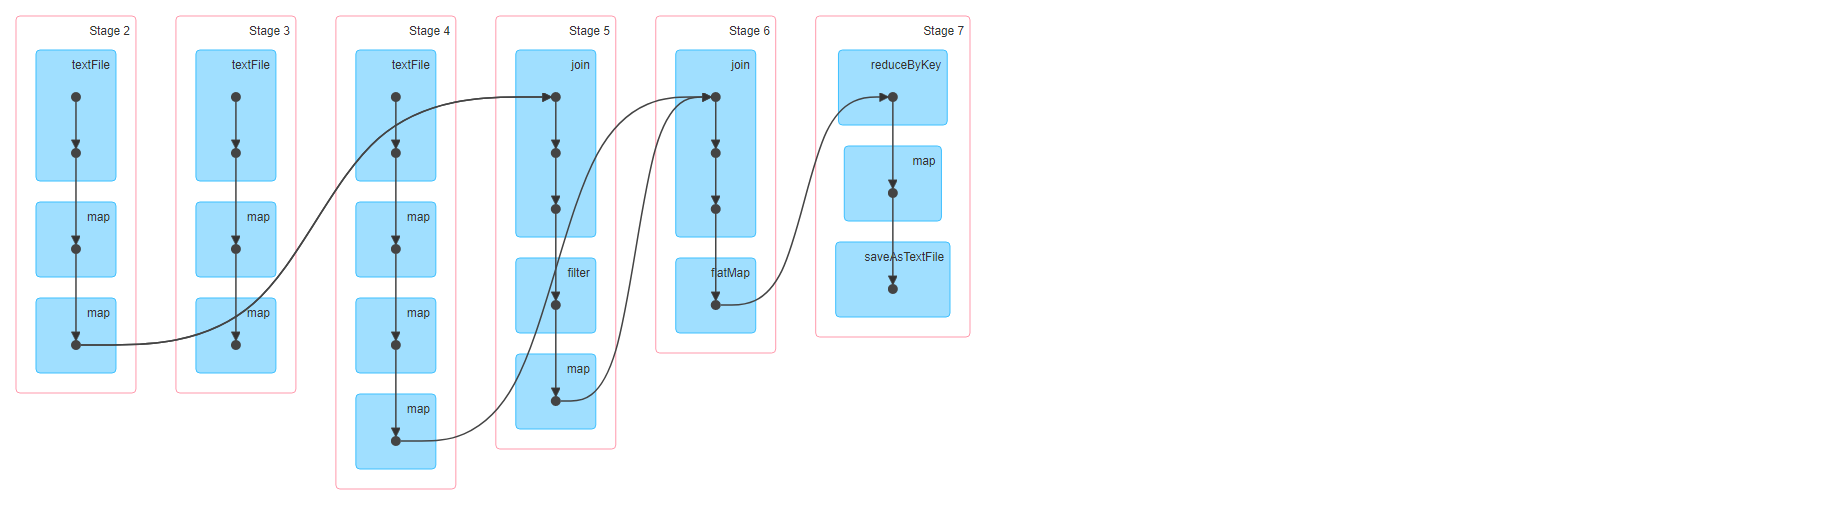 Stage 2
textFile
map
map
Stage 3
textFile
map
map
Stage 4
textFile
map
map
map
Stage 5
join
filter
map
Stage 6
join
flatMap
Stage 7
reduceByKey
map
saveAsTextFile